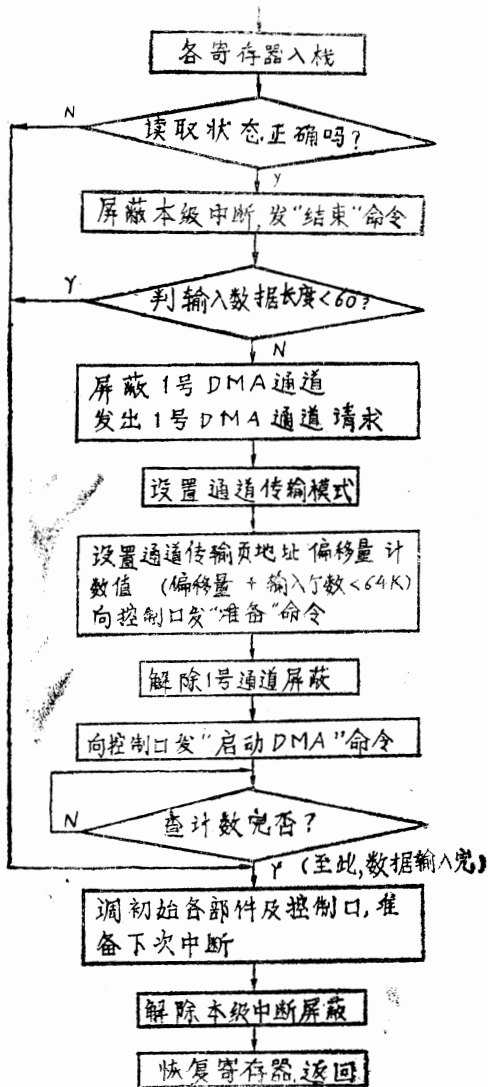 各寄存器入栈
N
读取状态正确吗?
Y
屏蔽本级中断,发"结束"命令
Y
判输入数据长度<60?
N
屏蔽1号DMA通道
发出1号DMA通道请求
设置通道传输模式
设置通道传输页地址 偏移量 计
数值 (偏移量 + 输入个数<64K)
向控制口发"准备"命令
解除1号通道屏蔽
向控制口发"启动DMA"命令
N
查计数完否?
Y (至此,数据输入完)
调初始各部件及控制口,准
备下次中断
解除本级中断屏蔽
恢复寄存器,返回